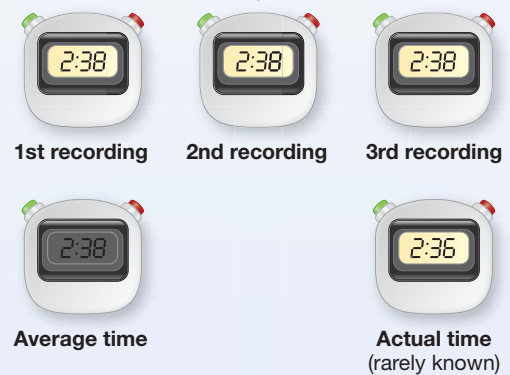 2:38 2:38 2:38
1st recording 2nd recording 3rd recording
2:38 2:36
Average time Actual time
(rarely known)